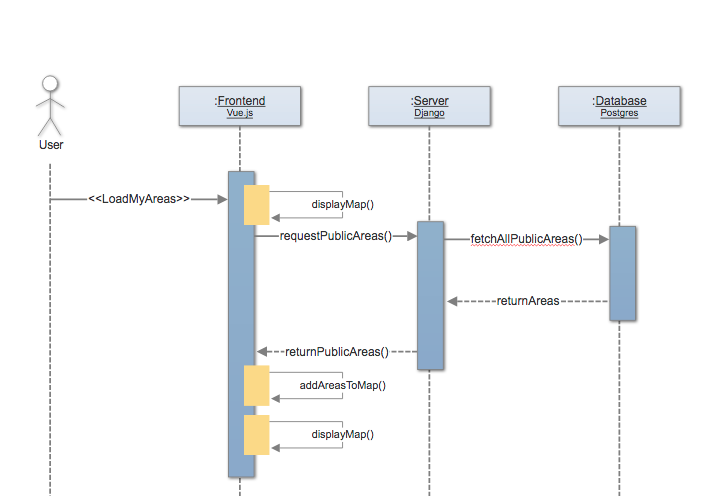 :Frontend
Vue.js
:Server
Django
:Database
Postgres
User
<<LoadMyAreas>>
displayMap()
requestPublicAreas()
fetchAllPublicAreas()
returnAreas
returnPublicAreas()
addAreasToMap()
displayMap()